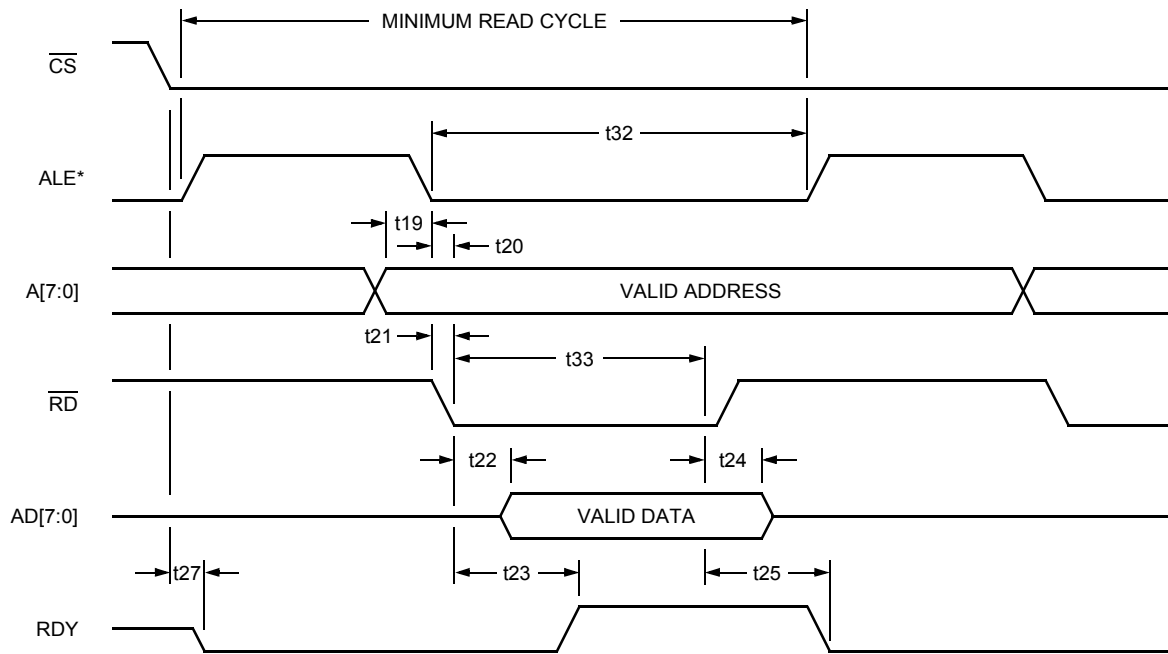 MINIMUM READ CYCLE
CS
t32
ALE*
t19
t20
A[7:0]
VALID ADDRESS
t21
t33
RD
t22
t24
AD[7:0]
VALID DATA
t27
t23
t25
RDY